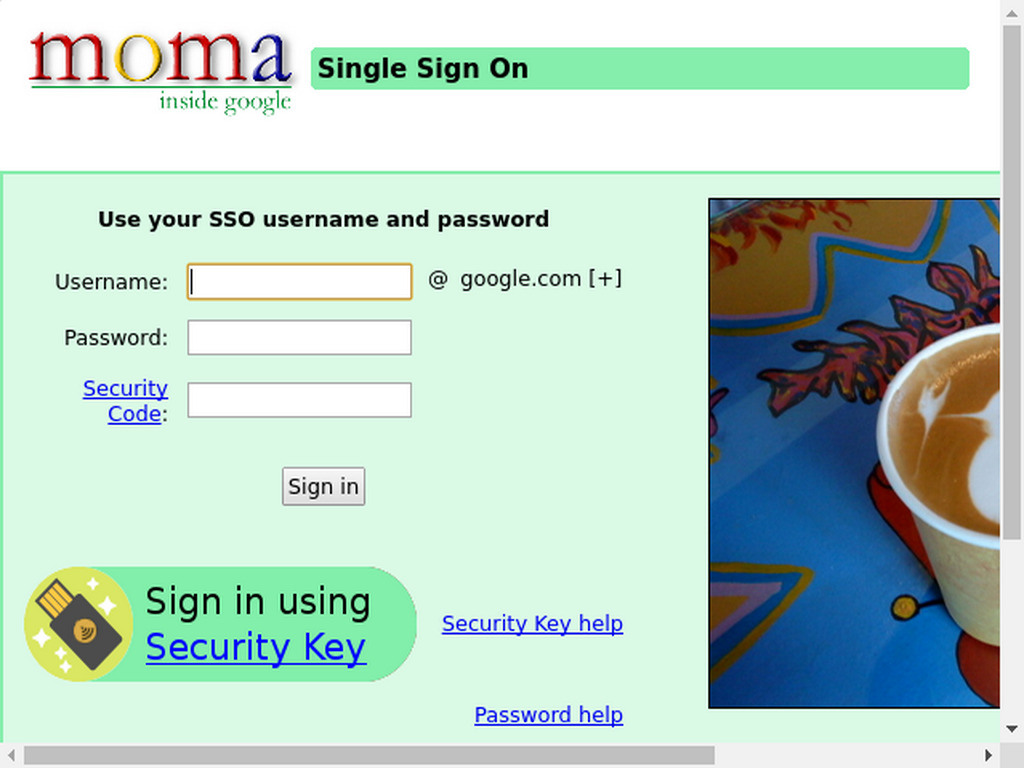 moma
inside google
Single Sign On
Use your SSO username and password
Username:
@ google.com [+]
Password:
Security
Code:
Sign in
Sign in using
Security Key
Security Key help
Password help